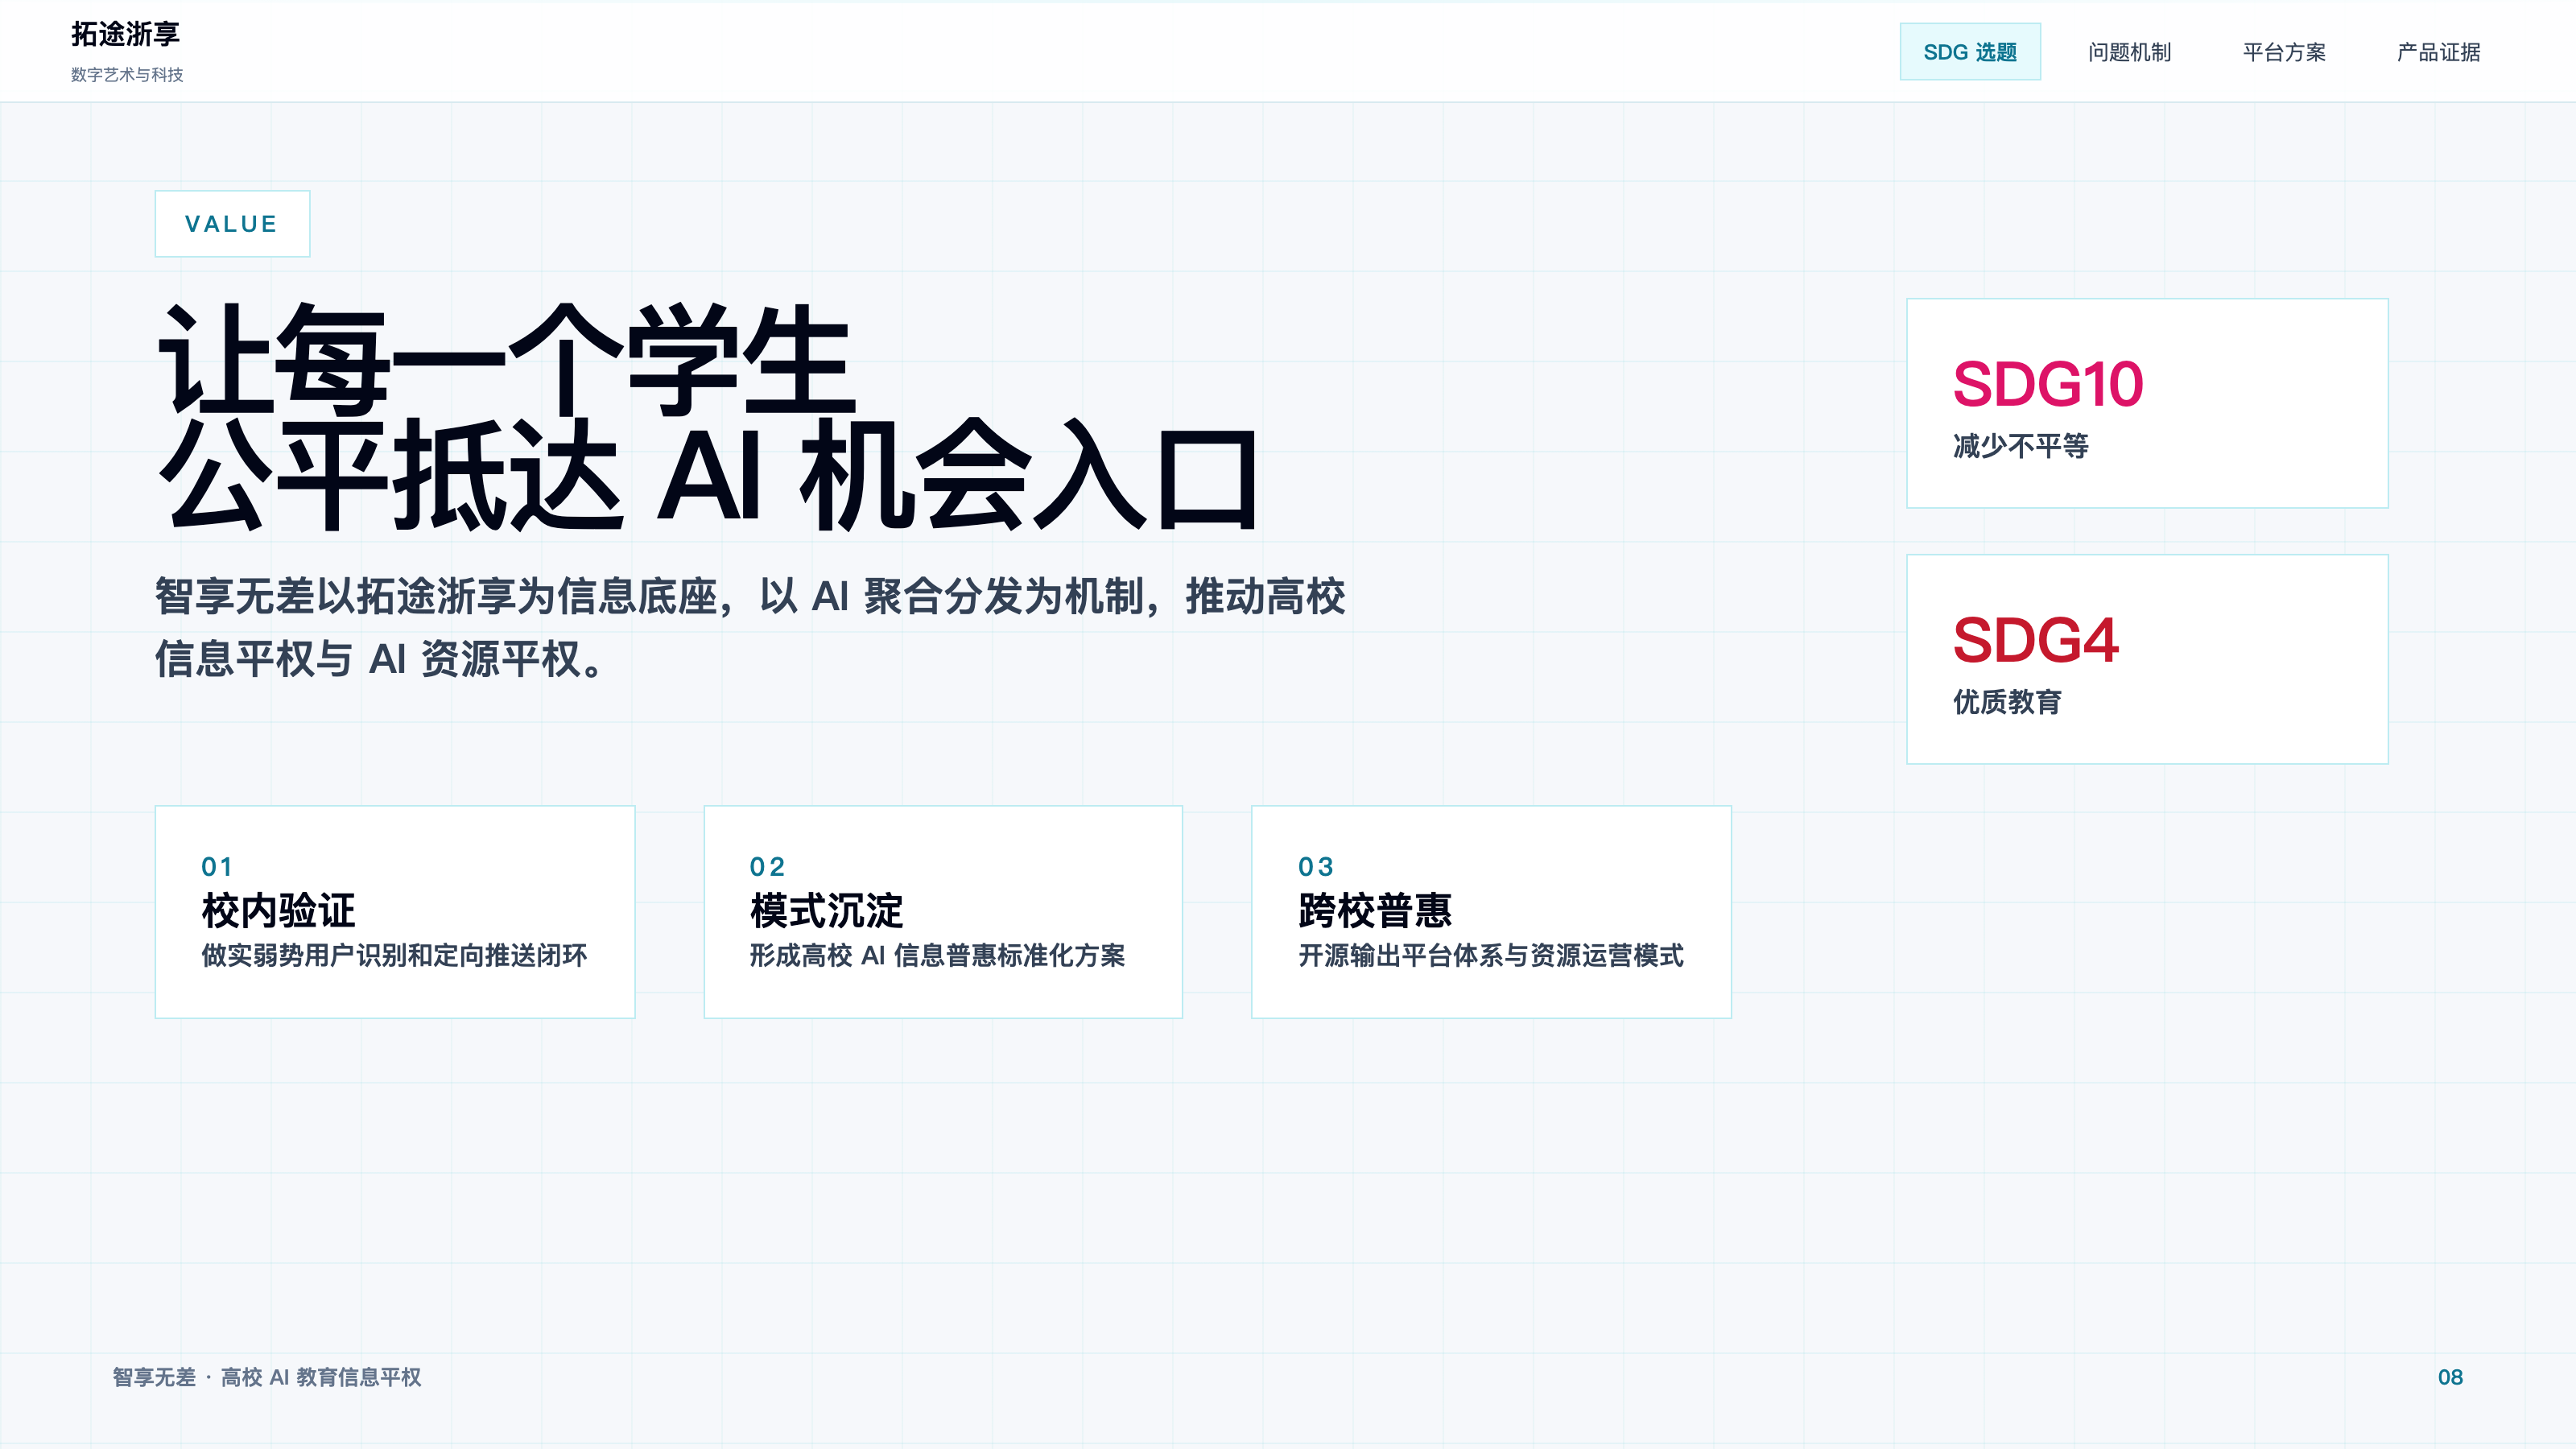 拓途浙享
数字艺术与科技
SDG 选题
问题机制
平台方案
产品证据
VALUE
让每一个学生
公平抵达 AI 机会入口
智享无差以拓途浙享为信息底座，以 AI 聚合分发为机制，推动高校
信息平权与 AI 资源平权。
SDG10
减少不平等
SDG4
优质教育
01
校内验证
做实弱势用户识别和定向推送闭环
02
模式沉淀
形成高校 AI 信息普惠标准化方案
03
跨校普惠
开源输出平台体系与资源运营模式
智享无差 · 高校 AI 教育信息平权
08